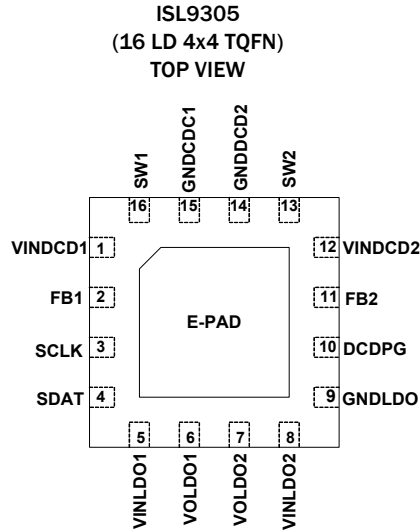 ISL9305
(16 LD 4x4 TQFN)
TOP VIEW
SW1
GNDCDC1
GNDDCD2
SW2
16
15
14
13
VINDCD1
1
12
VINDCD2
FB1
2
11
FB2
E-PAD
SCLK
3
10
DCDPG
SDAT
4
9
GNDLDO
5
6
7
8
VINLDO1
VOLDO1
VOLDO2
VINLDO2